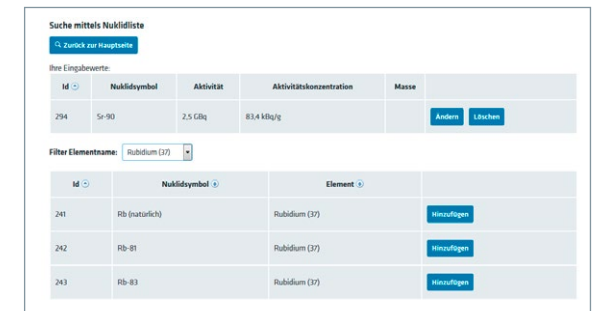 Suche mittels Nuklidliste
Zurück zur Hauptseite
Ihre Eingabewerte:
Id Nuklidsymbol Aktivität Aktivitätskonzentration Masse
294 Sr-90 2,5 GBq 83,4 kBq/g Ändern Löschen
Filter Elementname: Rubidium (37)
Id Nuklidsymbol Element
241 Rb (natürlich) Rubidium (37) Hinzufügen
242 Rb-81 Rubidium (37) Hinzufügen
243 Rb-83 Rubidium (37) Hinzufügen